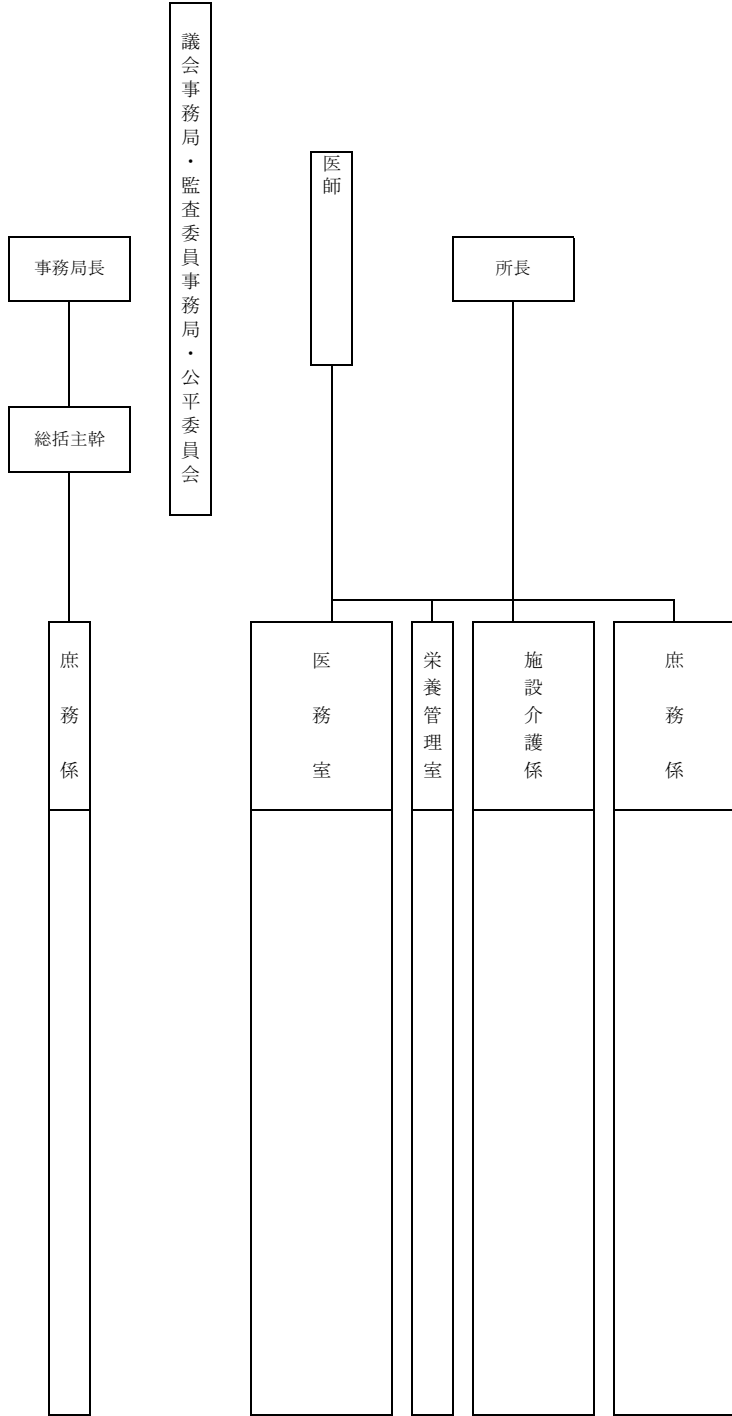 議会事務局・監査委員事務局・公平委員会
医師
事務局長
所長
総括主幹
庶務係
医務室
栄養管理室
施設介護係
庶務係